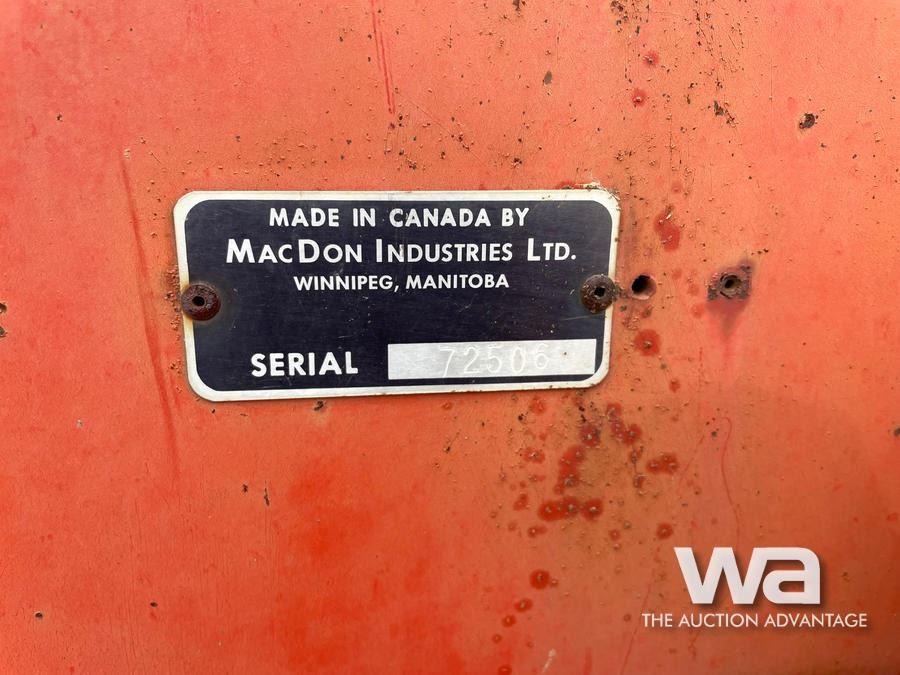 MADE IN CANADA BY
MACDON INDUSTRIES LTD.
WINNIPEG, MANITOBA
SERIAL 72506
wa
THE AUCTION ADVANTAGE